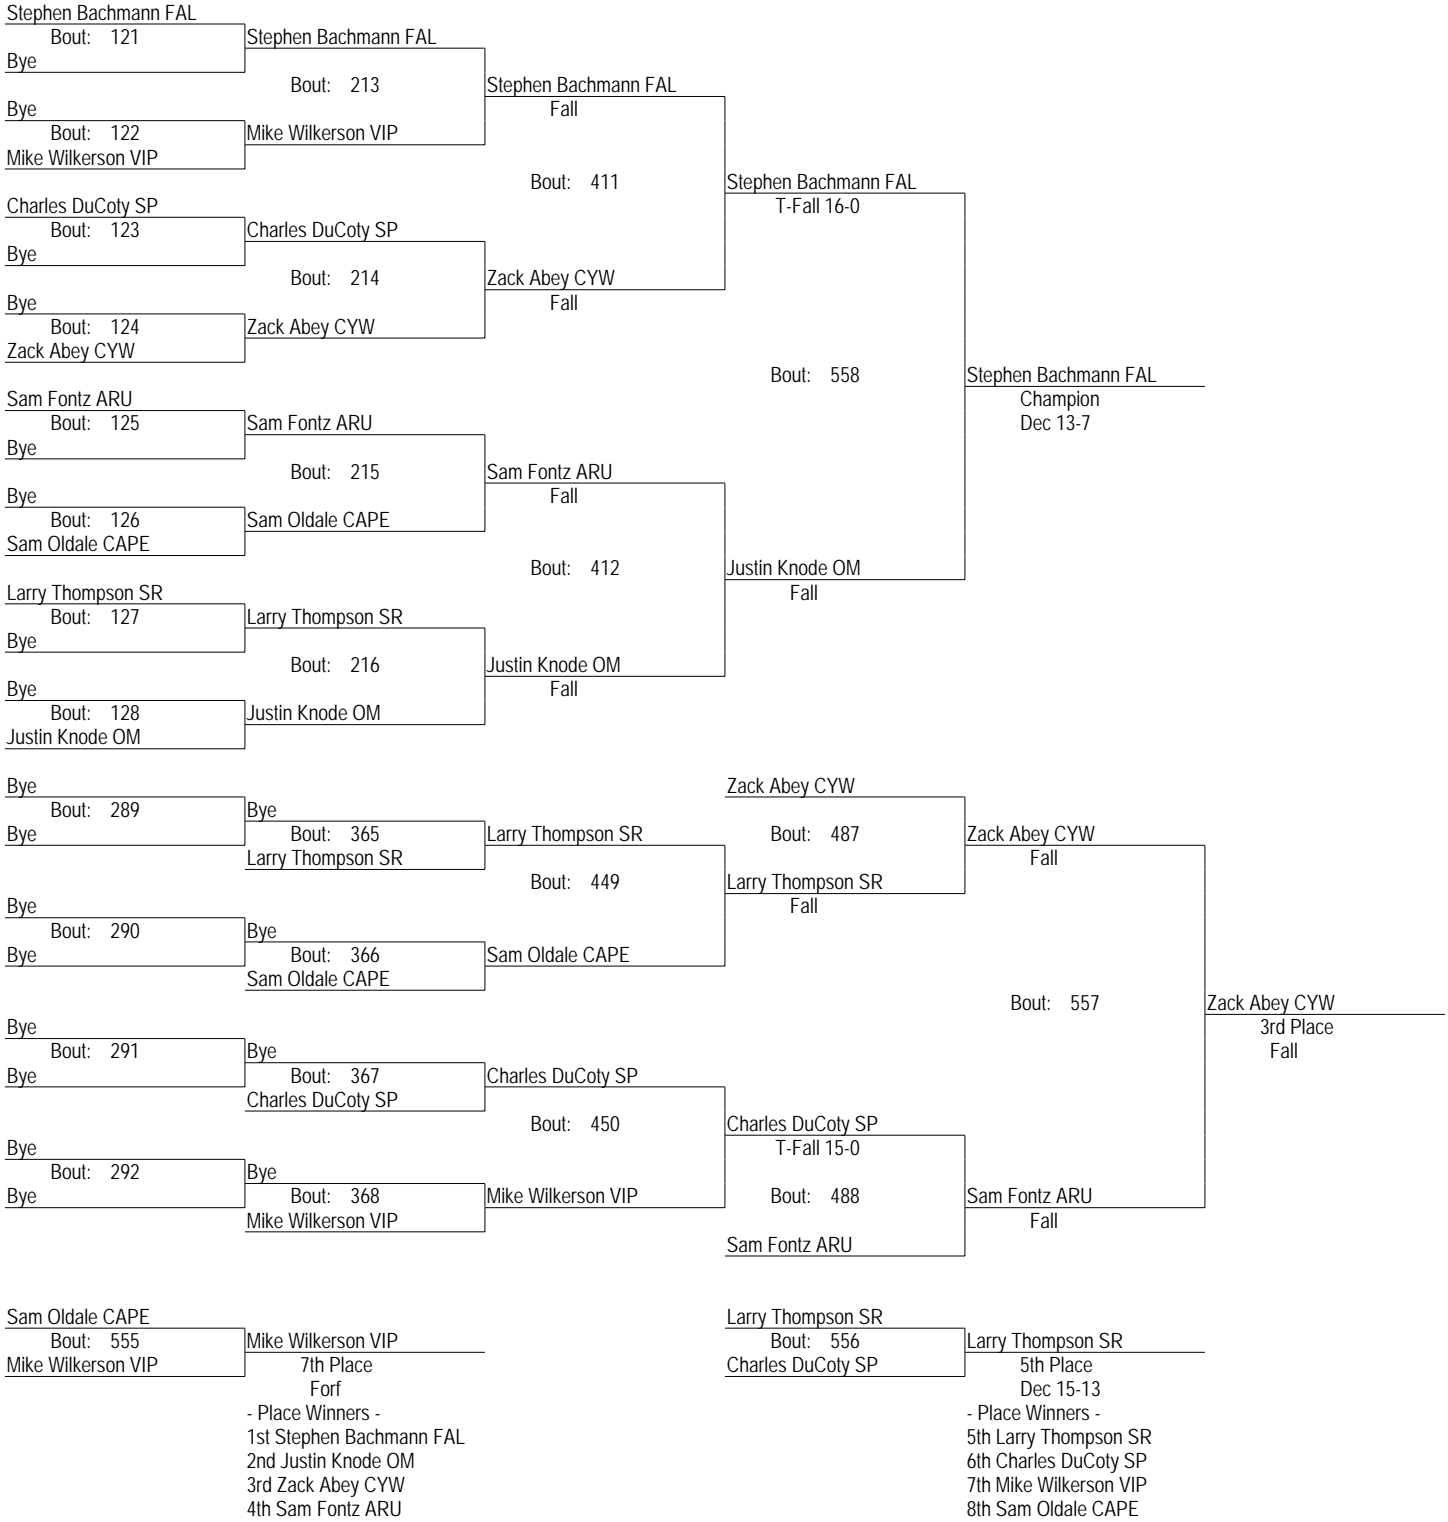 Stephen Bachmann FAL
Bout: 121
Stephen Bachmann FAL
Bye
Bout: 213
Stephen Bachmann FAL
Fall
Bye
Bout: 122
Mike Wilkerson VIP
Mike Wilkerson VIP
Bout: 411
Stephen Bachmann FAL
T-Fall 16-0
Charles DuCoty SP
Bout: 123
Charles DuCoty SP
Bye
Bout: 214
Zack Abey CYW
Fall
Bye
Bout: 124
Zack Abey CYW
Zack Abey CYW
Bout: 558
Stephen Bachmann FAL
Champion
Dec 13-7
Sam Fontz ARU
Bout: 125
Sam Fontz ARU
Bye
Bout: 215
Sam Fontz ARU
Fall
Bye
Bout: 126
Sam Oldale CAPE
Sam Oldale CAPE
Bout: 412
Justin Knode OM
Fall
Larry Thompson SR
Bout: 127
Larry Thompson SR
Bye
Bout: 216
Justin Knode OM
Fall
Bye
Bout: 128
Justin Knode OM
Justin Knode OM
Bye
Bout: 289
Bye
Bye
Bout: 365
Larry Thompson SR
Larry Thompson SR
Zack Abey CYW
Bout: 487
Zack Abey CYW
Fall
Bout: 449
Larry Thompson SR
Fall
Bye
Bout: 290
Bye
Bye
Bout: 366
Sam Oldale CAPE
Sam Oldale CAPE
Bout: 557
Zack Abey CYW
3rd Place
Fall
Bye
Bout: 291
Bye
Bye
Bout: 367
Charles DuCoty SP
Charles DuCoty SP
Bout: 450
Charles DuCoty SP
T-Fall 15-0
Bye
Bout: 292
Bye
Bye
Bout: 368
Mike Wilkerson VIP
Mike Wilkerson VIP
Bout: 488
Sam Fontz ARU
Fall
Sam Fontz ARU
Sam Oldale CAPE
Bout: 555
Mike Wilkerson VIP
Mike Wilkerson VIP
7th Place
Forf
- Place Winners -
1st Stephen Bachmann FAL
2nd Justin Knode OM
3rd Zack Abey CYW
4th Sam Fontz ARU
Larry Thompson SR
Bout: 556
Larry Thompson SR
Charles DuCoty SP
5th Place
Dec 15-13
- Place Winners -
5th Larry Thompson SR
6th Charles DuCoty SP
7th Mike Wilkerson VIP
8th Sam Oldale CAPE